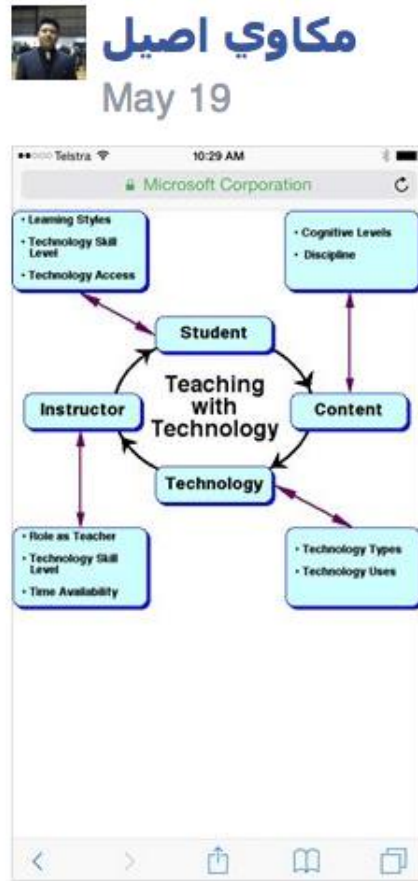 مكاوي اصيل
May 19
Telstra
10:29 AM
Microsoft Corporation
• Learning Styles
• Technology Skill
Level
• Technology Access
• Cognitive Levels
• Discipline
Student
Teaching
with
Technology
Instructor
Content
Technology
• Role as Teacher
• Technology Skill
Level
• Time Availability
• Technology Types
• Technology Uses